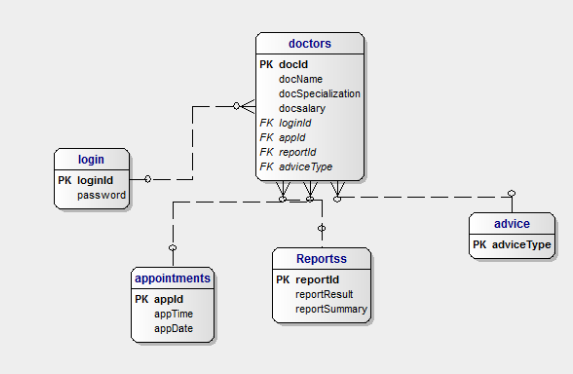 doctors
PK docId
docName
docSpecialization
docsalary
FK loginId
FK appId
FK reportId
FK adviceType
login
PK loginId
password
advice
PK adviceType
appointments
PK appId
appTime
appDate
Reportss
PK reportId
reportResult
reportSummary